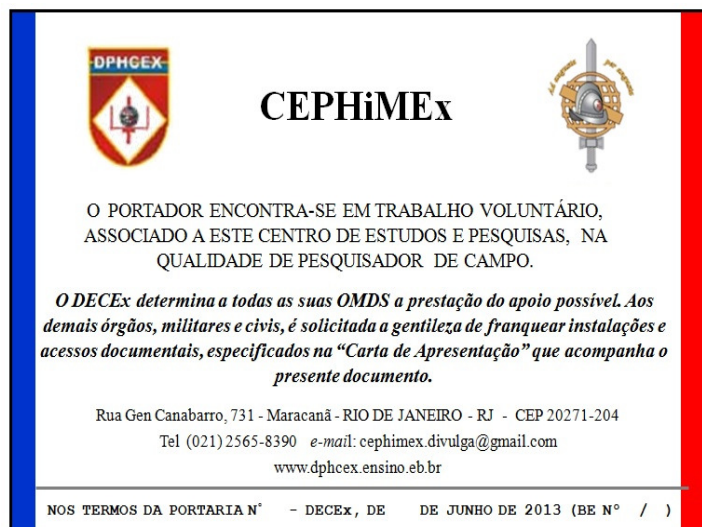 DPHCEX
CEPHiMEx
O PORTADOR ENCONTRA-SE EM TRABALHO VOLUNTÁRIO,
ASSOCIADO A ESTE CENTRO DE ESTUDOS E PESQUISAS, NA
QUALIDADE DE PESQUISADOR DE CAMPO.
O DECEx determina a todas as suas OMDS a prestação do apoio possível. Aos
demais órgãos, militares e civis, é solicitada a gentileza de franquear instalações e
acessos documentais, especificados na “Carta de Apresentação” que acompanha o
presente documento.
Rua Gen Canabarro, 731 - Maracanã - RIO DE JANEIRO - RJ - CEP 20271-204
Tel (021) 2565-8390 e-mail: cephimex.divulga@gmail.com
www.dphcex.ensino.eb.br
NOS TERMOS DA PORTARIA N° - DECEx, DE DE JUNHO DE 2013 (BE N° / )